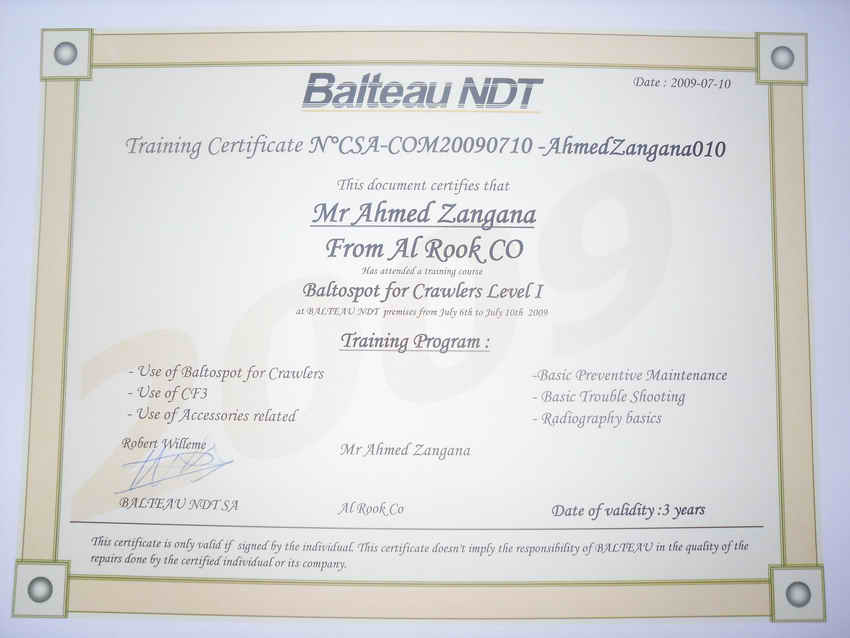 Balteau NDT
Date : 2009-07-10
Training Certificate N°CSA-COM20090710 -AhmedZangana010
This document certifies that
Mr Ahmed Zangana
From Al Rook CO
Has attended a training course
Baltospot for Crawlers Level I
at BALTEAU NDT premises from July 6th to July 10th 2009
2009
Training Program :
- Use of Baltospot for Crawlers
- Use of CF3
- Use of Accessories related
-Basic Preventive Maintenance
- Basic Trouble Shooting
- Radiography basics
Robert Willeme
Mr Ahmed Zangana
BALTEAU NDT SA
Al Rook Co
Date of validity :3 years
This certificate is only valid if signed by the individual. This certificate doesn't imply the responsibility of BALTEAU in the quality of the
repairs done by the certified individual or its company.